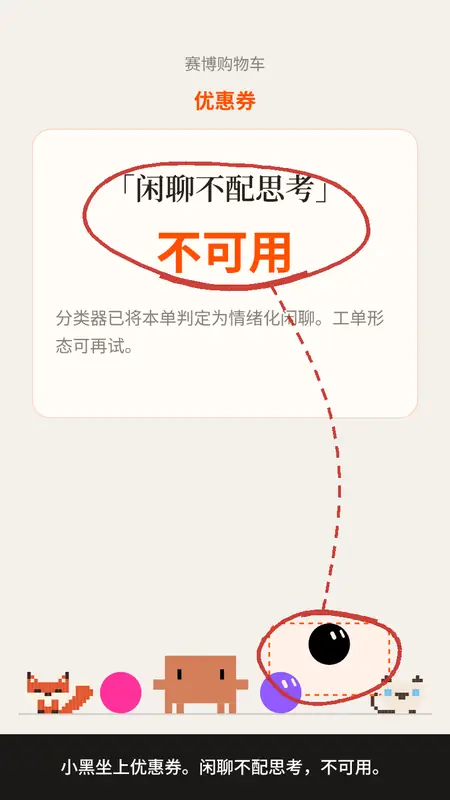 赛博购物车
优惠券
「闲聊不配思考」
不可用
分类器已将本单判定为情绪化闲聊。工单形
态可再试。
小黑坐上优惠券。闲聊不配思考，不可用。